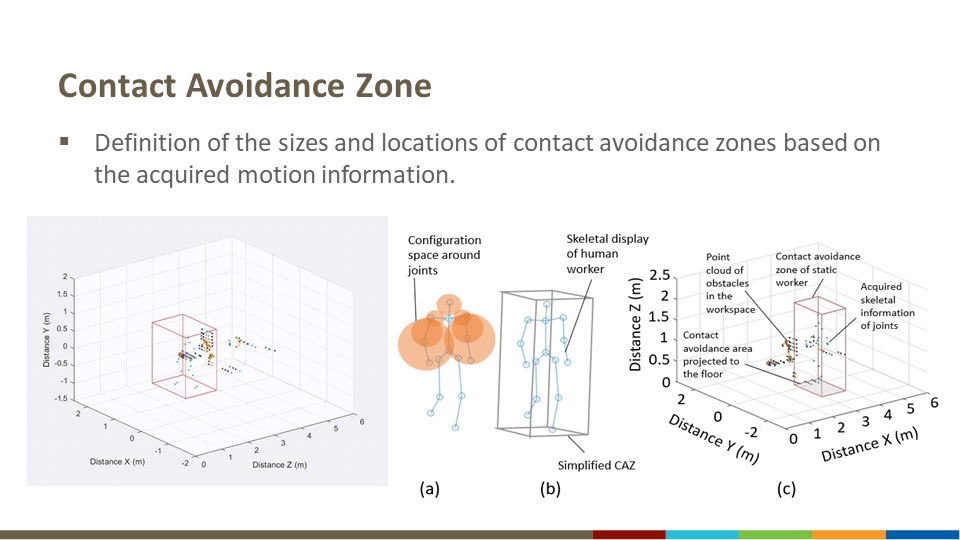 Contact Avoidance Zone
▪ Definition of the sizes and locations of contact avoidance zones based on
the acquired motion information.
2
1.5
1
0.5
0
-0.5
-1
-1.5
Distance Y (m)
2
1
0
-1
-2
Distance X (m)
0
1
2
3
4
5
6
Distance Z (m)
Configuration
space around
joints
(a)
Skeletal display
of human
worker
Simplified CAZ
(b)
2.5
2
1.5
1
0.5
0
Distance Z (m)
Point
cloud of
obstacles
in the
workspace
Contact avoidance
zone of static
worker
Acquired
skeletal
information
of joints
Contact
avoidance area
projected to
the floor
2
0
-2
Distance Y (m)
0
1
2
3
4
5
6
Distance X (m)
(c)